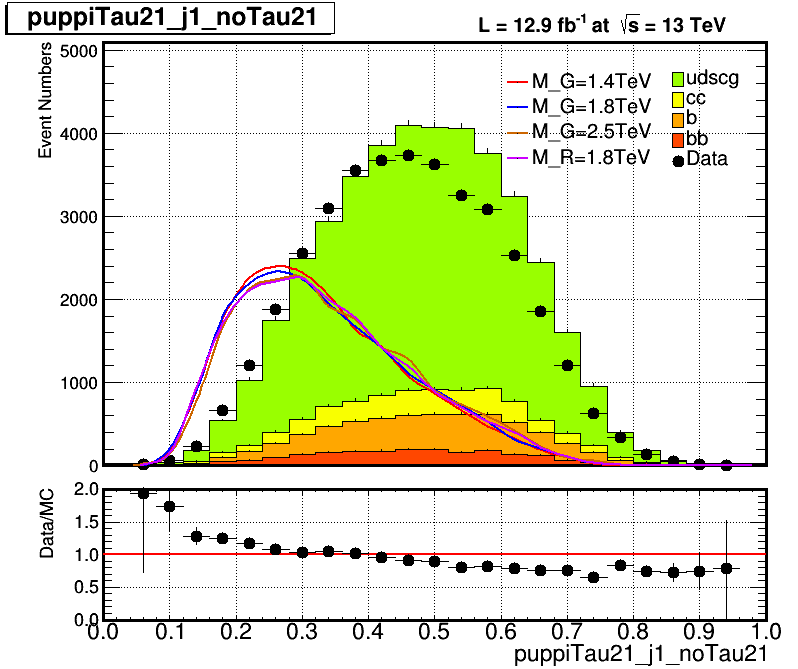 puppiTau21_j1_noTau21
L = 12.9 fb-1 at √s = 13 TeV
Event Numbers
5000
4000
3000
2000
1000
0
M_G=1.4TeV
M_G=1.8TeV
M_G=2.5TeV
M_R=1.8TeV
udscg
cc
b
bb
Data
Data/MC
2.0
1.5
1.0
0.5
0.0
0.0 0.1 0.2 0.3 0.4 0.5 0.6 0.7 0.8 0.9 1.0
puppiTau21_j1_noTau21